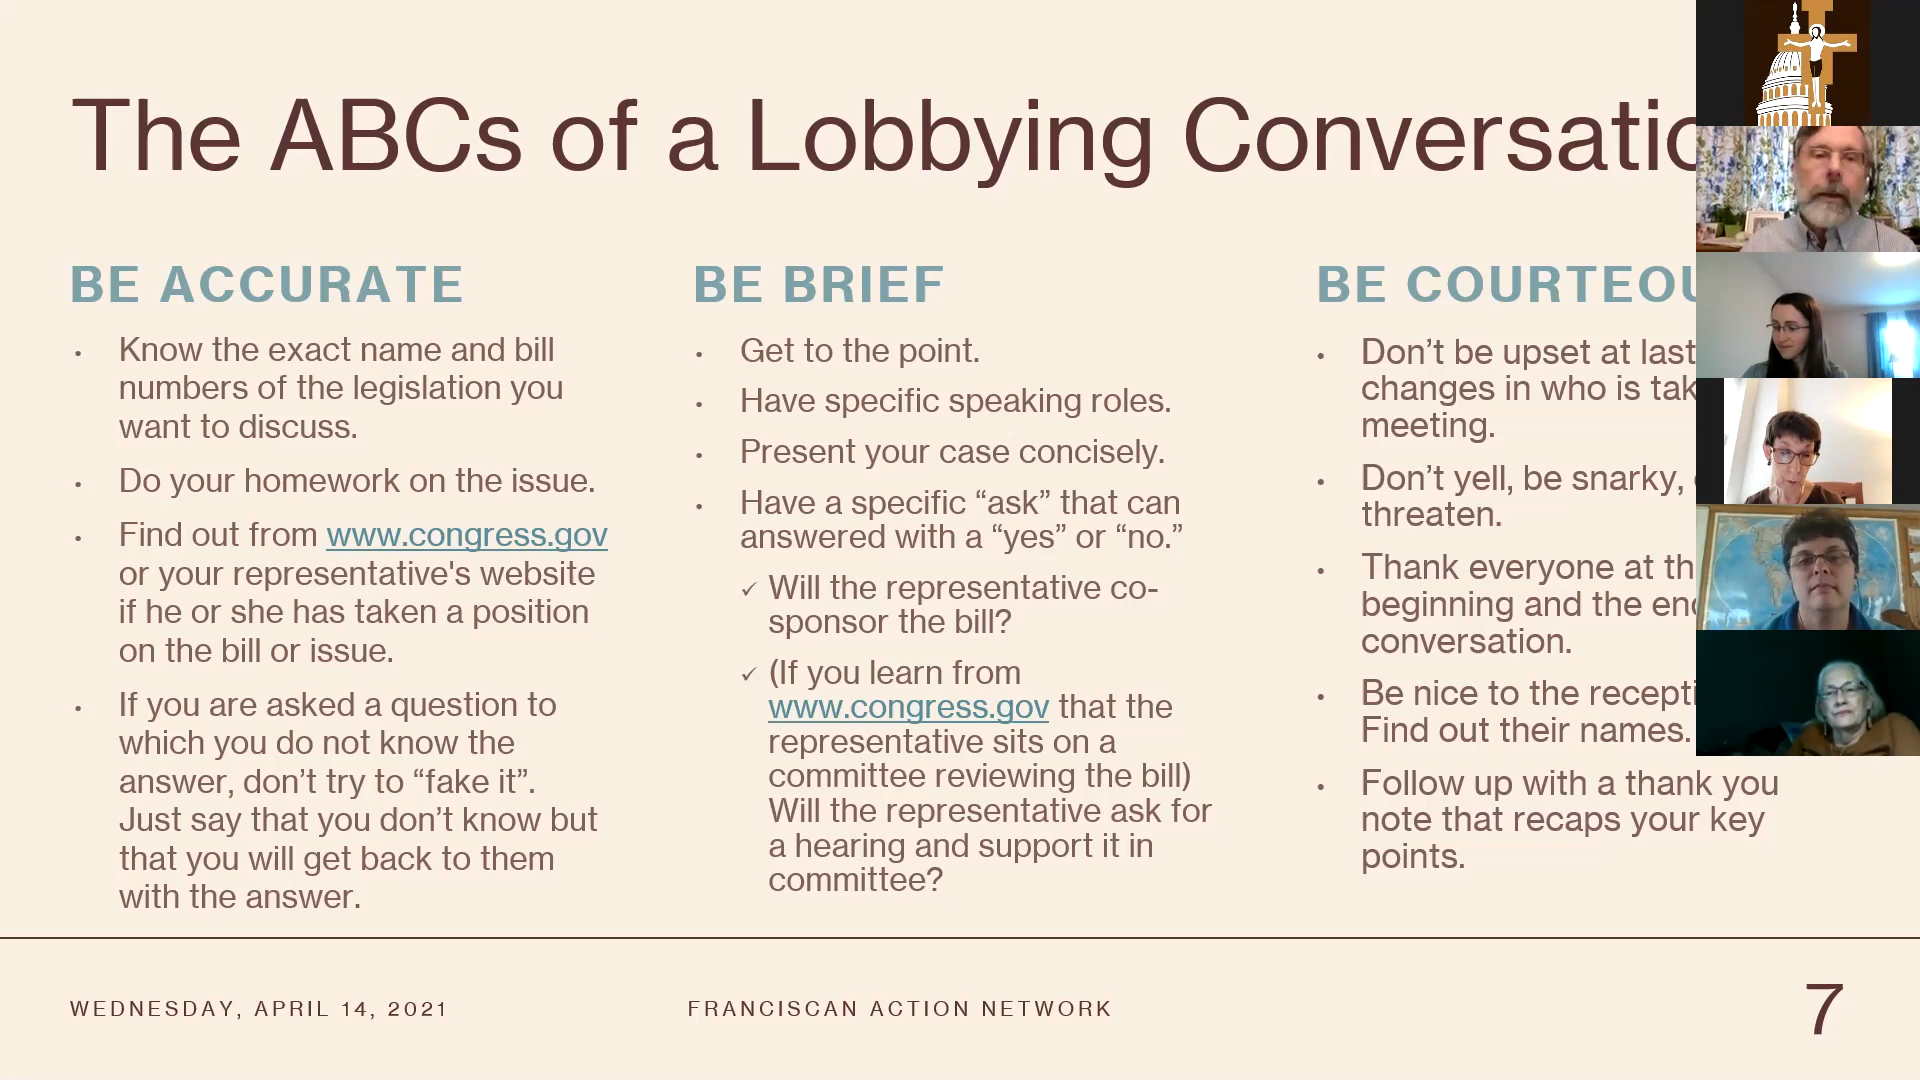 The ABCs of a Lobbying Conversatio
BE ACCURATE
• Know the exact name and bill
numbers of the legislation you
want to discuss.
• Do your homework on the issue.
• Find out from www.congress.gov
or your representative's website
if he or she has taken a position
on the bill or issue.
• If you are asked a question to
which you do not know the
answer, don’t try to “fake it”.
Just say that you don’t know but
that you will get back to them
with the answer.
BE BRIEF
• Get to the point.
• Have specific speaking roles.
• Present your case concisely.
• Have a specific “ask” that can
answered with a “yes” or “no.”
✓ Will the representative co-
sponsor the bill?
✓ (If you learn from
www.congress.gov that the
representative sits on a
committee reviewing the bill)
Will the representative ask for
a hearing and support it in
committee?
BE COURTEOU
• Don’t be upset at last
changes in who is tak
meeting.
• Don’t yell, be snarky,
threaten.
• Thank everyone at th
beginning and the end
conversation.
• Be nice to the recepti
Find out their names.
• Follow up with a thank you
note that recaps your key
points.
WEDNESDAY, APRIL 14, 2021
FRANCISCAN ACTION NETWORK
7